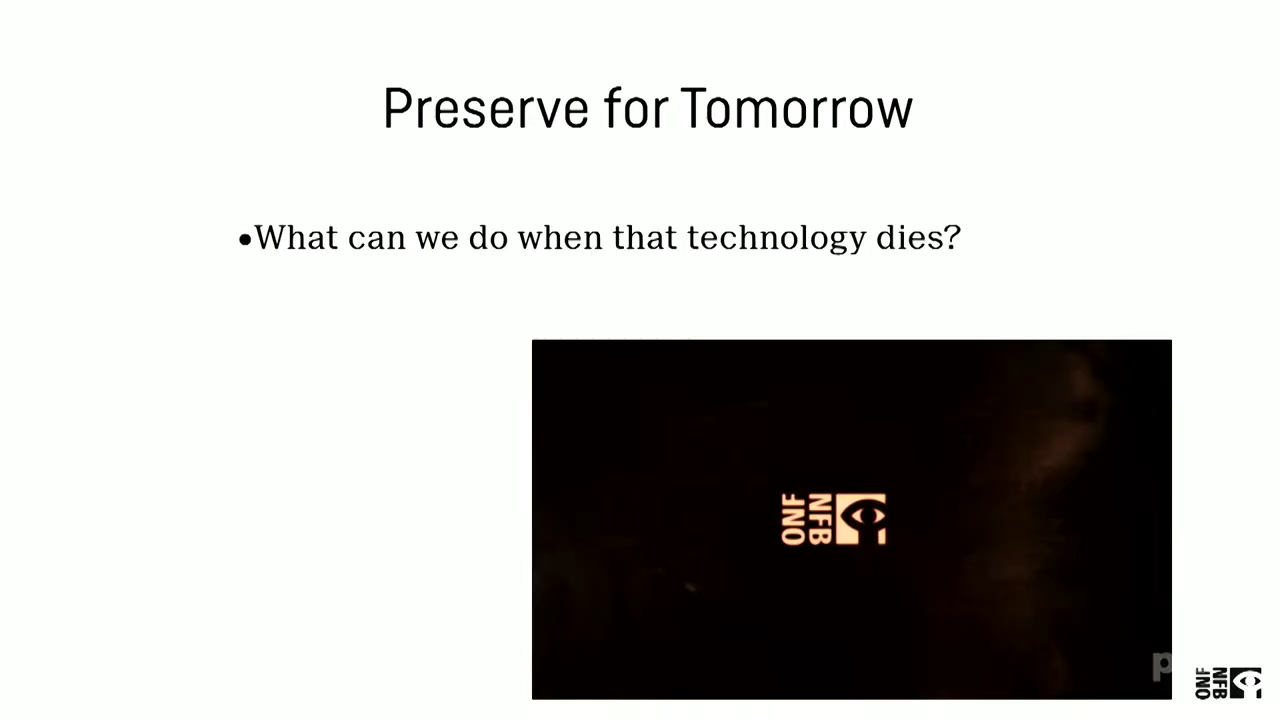 Preserve for Tomorrow
•What can we do when that technology dies?
ONF
NFB
p
ONF
NFB